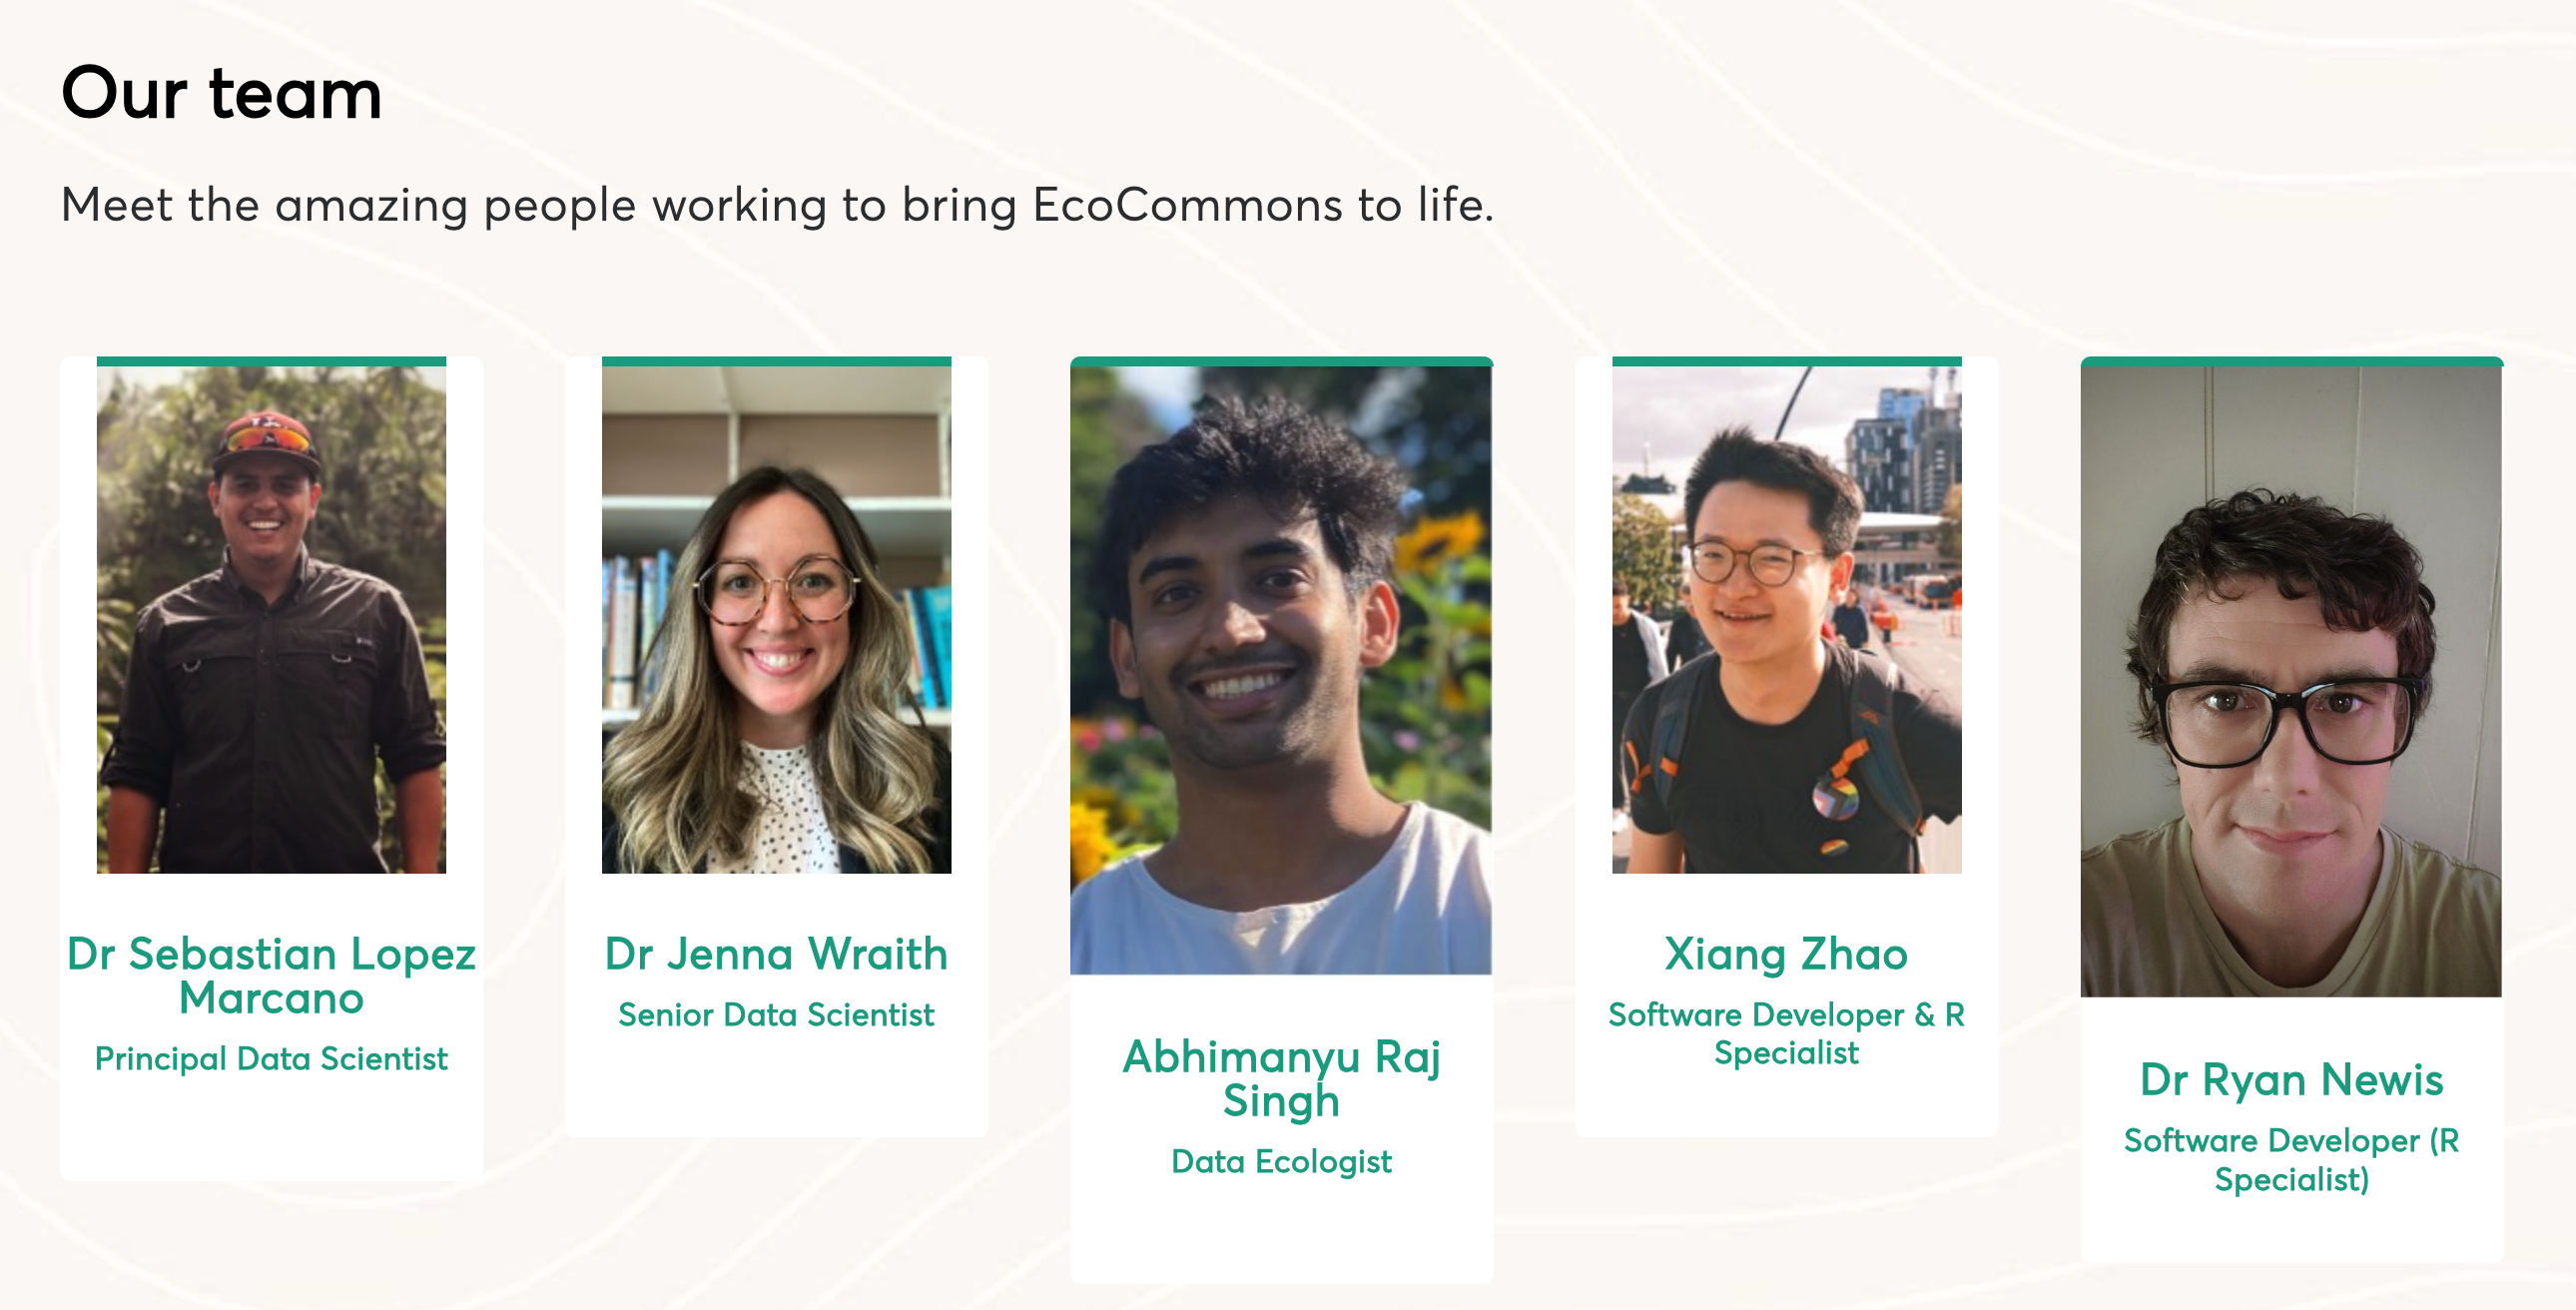 Our team
Meet the amazing people working to bring EcoCommons to life.
Dr Sebastian Lopez
Marcano
Principal Data Scientist
Dr Jenna Wraith
Senior Data Scientist
Abhimanyu Raj
Singh
Data Ecologist
Xiang Zhao
Software Developer & R
Specialist
Dr Ryan Newis
Software Developer (R
Specialist)